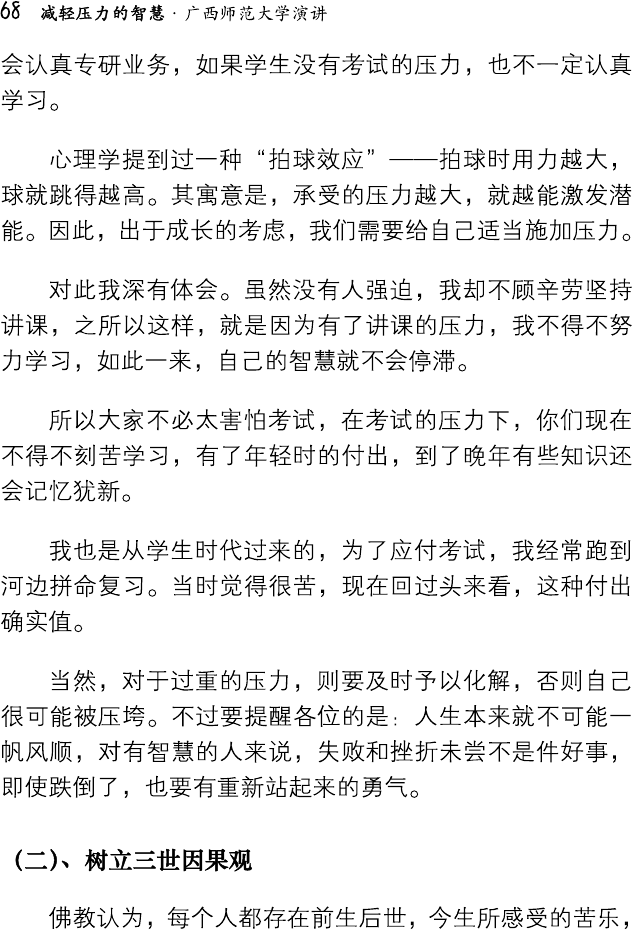 68 减轻压力的智慧·广西师范大学演讲
会认真专研业务，如果学生没有考试的压力，也不一定认真
学习。
心理学提到过一种“拍球效应”——拍球时用力越大，
球就跳得越高。其寓意是，承受的压力越大，就越能激发潜
能。因此，出于成长的考虑，我们需要给自己适当施加压力。
对此我深有体会。虽然没有人强迫，我却不顾辛劳坚持
讲课，之所以这样，就是因为有了讲课的压力，我不得不努
力学习，如此一来，自己的智慧就不会停滞。
所以大家不必太害怕考试，在考试的压力下，你们现在
不得不刻苦学习，有了年轻时的付出，到了晚年有些知识还
会记忆犹新。
我也是从学生时代过来的，为了应付考试，我经常跑到
河边拼命复习。当时觉得很苦，现在回过头来看，这种付出
确实值。
当然，对于过重的压力，则要及时予以化解，否则自己
很可能被压垮。不过要提醒各位的是：人生本来就不可能一
帆风顺，对有智慧的人来说，失败和挫折未尝不是件好事，
即使跌倒了，也要有重新站起来的勇气。
（二）、树立三世因果观
佛教认为，每个人都存在前生后世，今生所感受的苦乐，